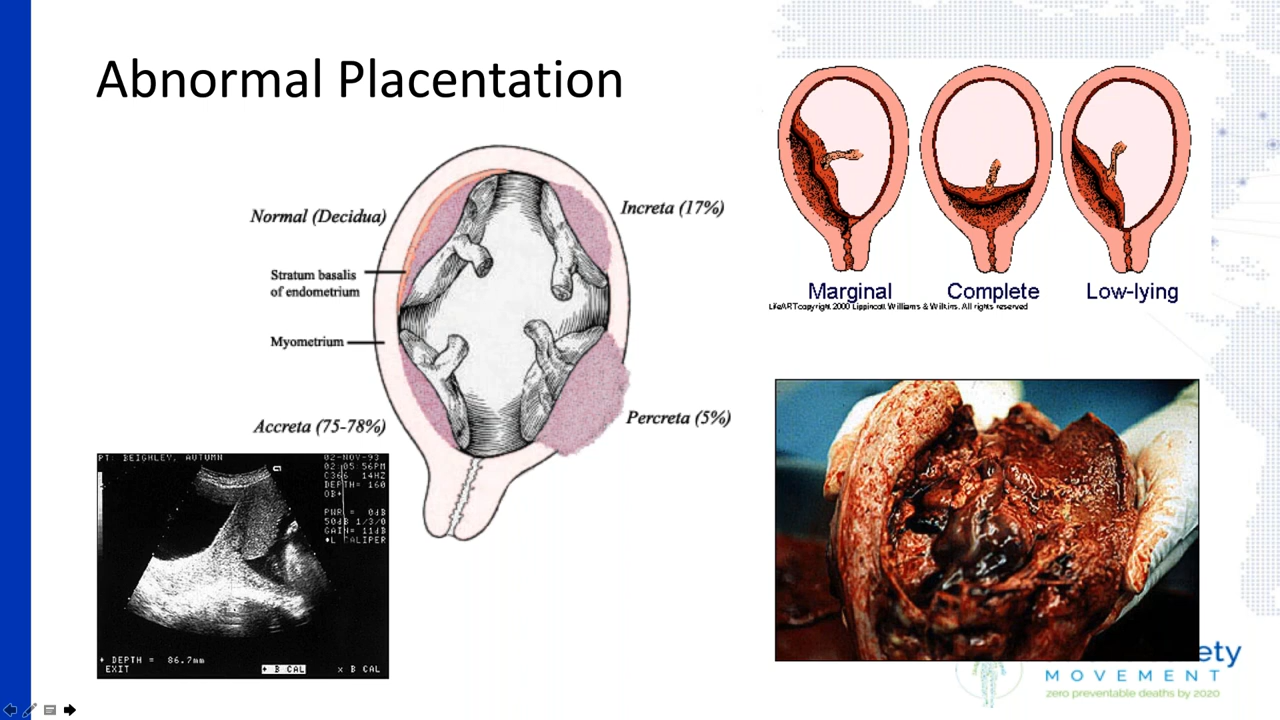 Abnormal Placentation
Normal (Decidua)
Increta (17%)
Stratum basalis
of endometrium
Myometrium
Accreta (75-78%)
Percreta (5%)
Marginal
Complete
Low-lying
LifeART copyright 2000 Lippincott Williams & Wilkins. All rights reserved
PT: BEIGHLEY, AUTUMN
02-NOV-93
02:05:56PM
C366 14HZ
DEPTH= 160
OB
PWR = 0dB
50dB 1/3/0
GAIN= 11dB
CALIPER
+ DEPTH = 86.7mm
EXIT
+ B CAL
x B CAL
ety
MOVEMENT
zero preventable deaths by 2020